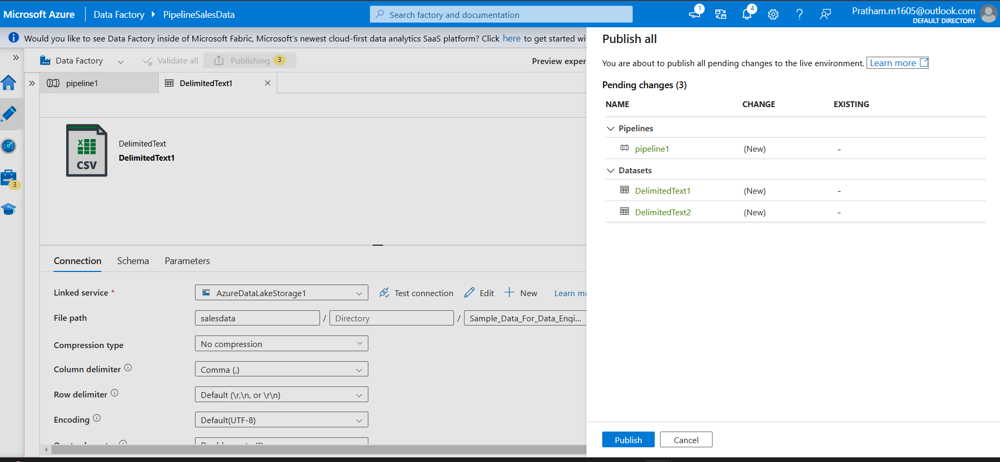 Microsoft Azure
Data Factory
PipelineSalesData
Search factory and documentation
1
4
?
Pratham.m1605@outlook.com
DEFAULT DIRECTORY
Would you like to see Data Factory inside of Microsoft Fabric, Microsoft's newest cloud-first data analytics SaaS platform? Click here to get started wi
Data Factory
Validate all
Publishing
3
Preview exper
pipeline1
DelimitedText1
CSV
DelimitedText
DelimitedText1
3
Connection
Schema
Parameters
Linked service *
AzureDataLakeStorage1
Test connection
Edit
New
Learn mo
File path
salesdata
/
Directory
/
Sample_Data_For_Data_Engi...
Compression type
No compression
Column delimiter
Comma (,)
Row delimiter
Default (\r,\n, or \r\n)
Encoding
Default(UTF-8)
Publish all
You are about to publish all pending changes to the live environment. Learn more
Pending changes (3)
NAME CHANGE EXISTING
Pipelines
pipeline1 (New) -
Datasets
DelimitedText1 (New) -
DelimitedText2 (New) -
Publish
Cancel